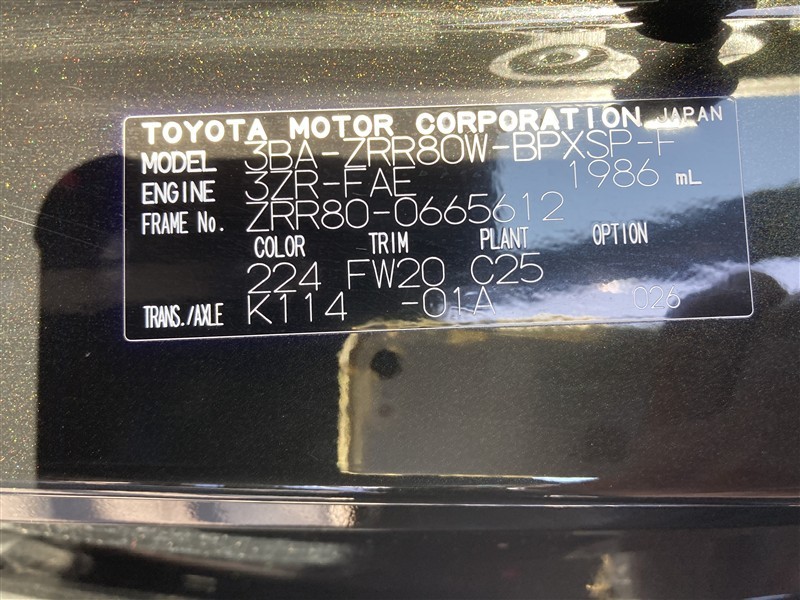 TOYOTA MOTOR CORPORATION JAPAN
MODEL 3BA-ZRR80W-BPXSP-F
ENGINE 3ZR-FAE 1986 mL
FRAME No. ZRR80-0665612
COLOR TRIM PLANT OPTION
224 FW20 C25
TRANS./AXLE K114 -01A 026